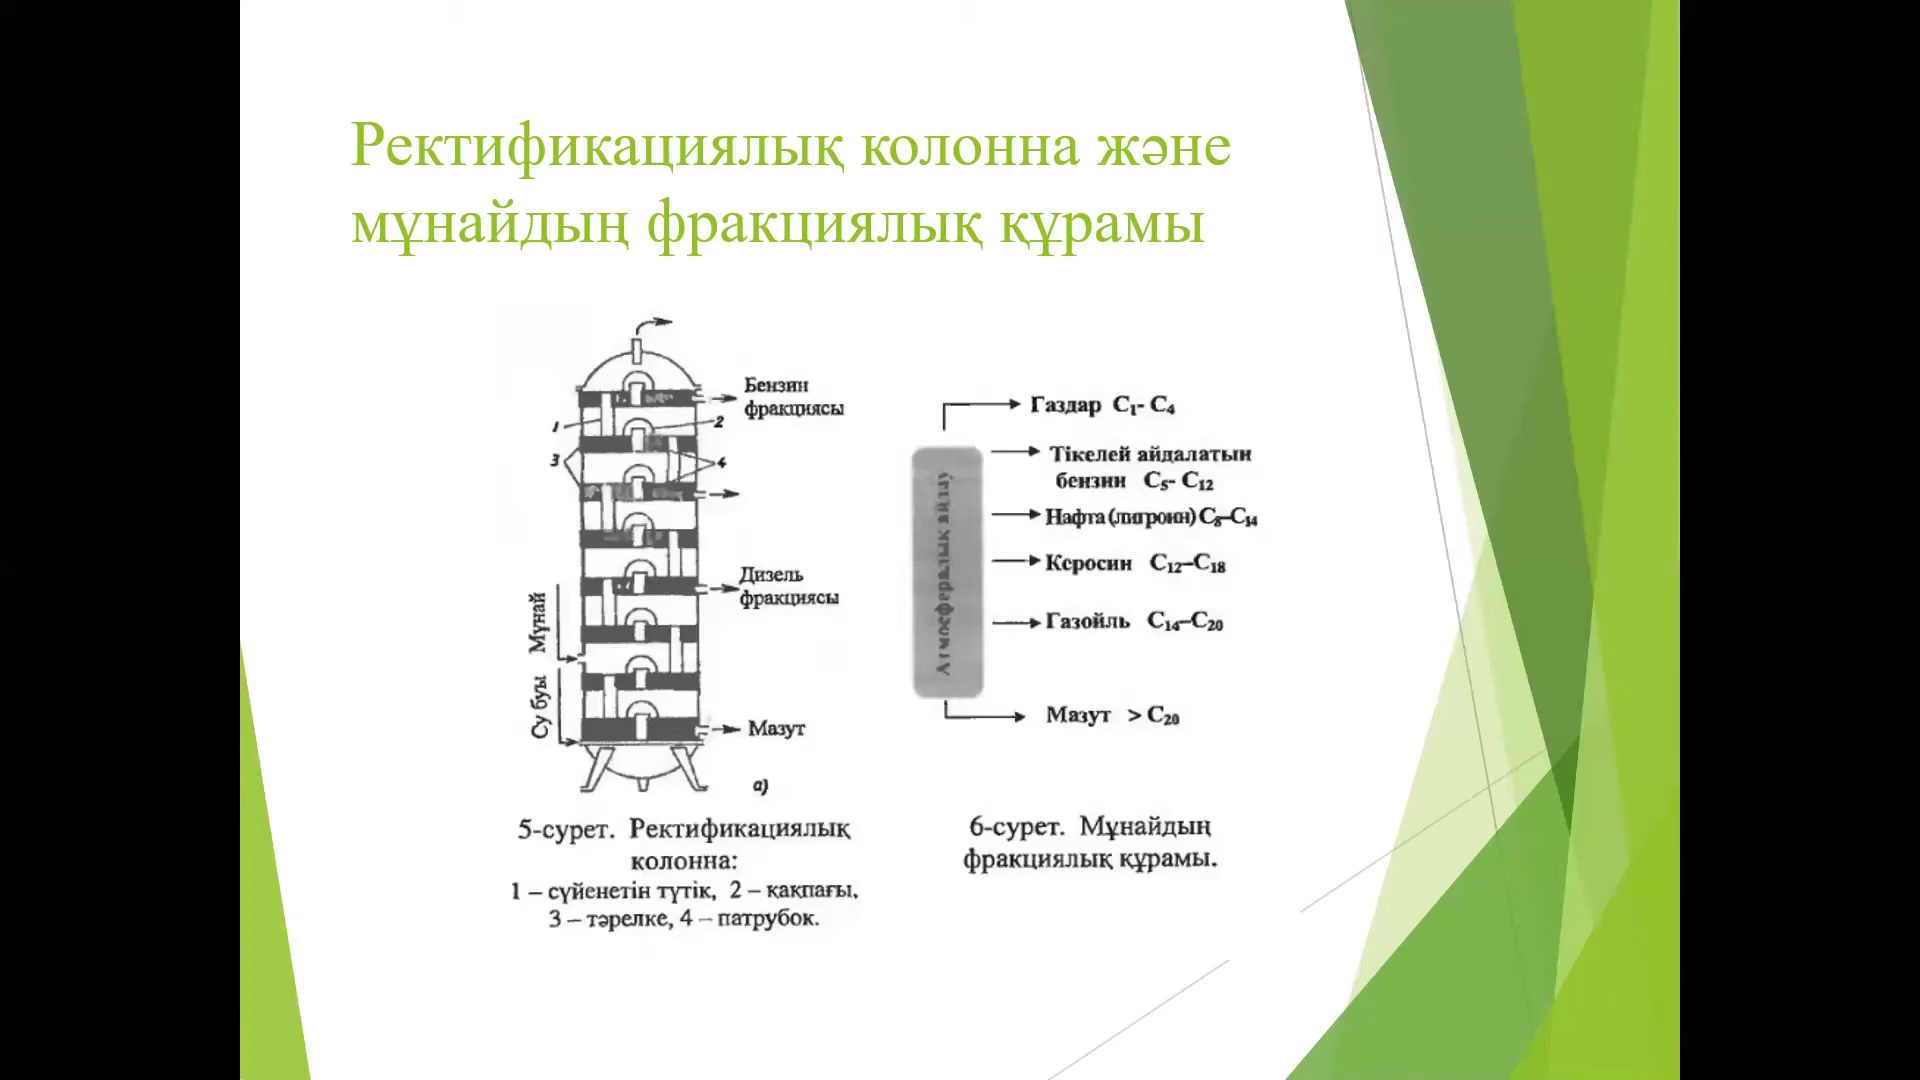 Ректификациялық колонна және
мұнайдың фракциялық құрамы
Бензин
фракциясы
1
2
3
4
Дизель
фракциясы
Мұнай
Су буы
Мазут
а)
5-сурет. Ректификациялық
колонна:
1 – сүйенетін түтік, 2 – қақпағы,
3 – тәрелке, 4 – патрубок.
Газдар C₁- C₄
Тікелей айдалатын
бензин C₅- C₁₂
Нафта (лигроин) C₈–C₁₄
Керосин C₁₂–C₁₈
Газойль C₁₄–C₂₀
Мазут > C₂₀
Атмосфералық айдау
6-сурет. Мұнайдың
фракциялық құрамы.